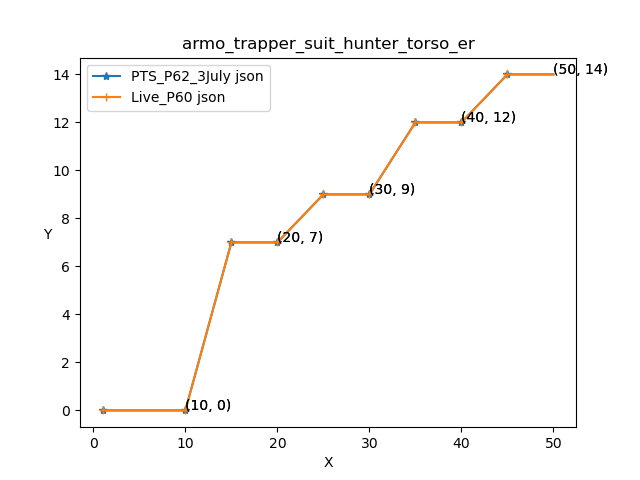 armo_trapper_suit_hunter_torso_er
PTS_P62_3July json
Live_P60 json
(50, 14)
(40, 12)
(30, 9)
(20, 7)
(10, 0)
14
12
10
8
6
4
2
0
Y
0 10 20 30 40 50
X